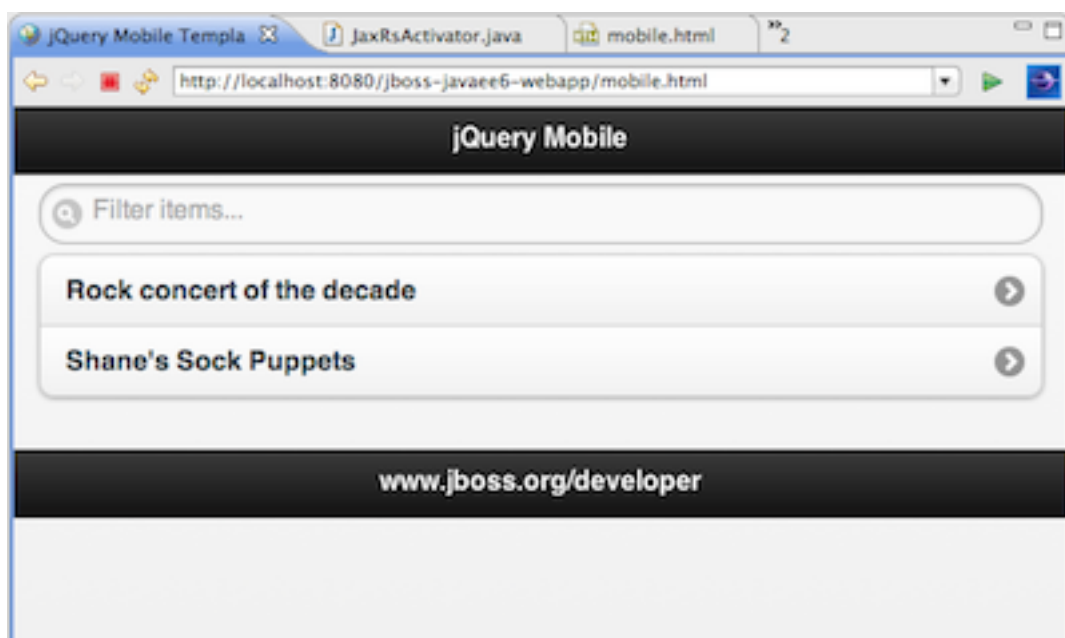 jQuery Mobile Templa JaxRsActivator.java mobile.html »2
http://localhost:8080/jboss-javaee6-webapp/mobile.html
jQuery Mobile
Filter items...
Rock concert of the decade
Shane's Sock Puppets
www.jboss.org/developer